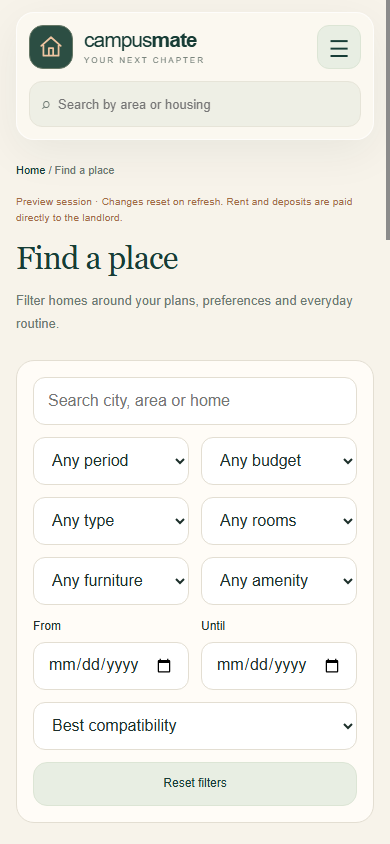 campusmate
YOUR NEXT CHAPTER
Search by area or housing
Home / Find a place
Preview session · Changes reset on refresh. Rent and deposits are paid
directly to the landlord.
Find a place
Filter homes around your plans, preferences and everyday
routine.
Search city, area or home
Any period
Any budget
Any type
Any rooms
Any furniture
Any amenity
From
Until
mm/dd/yyyy
mm/dd/yyyy
Best compatibility
Reset filters